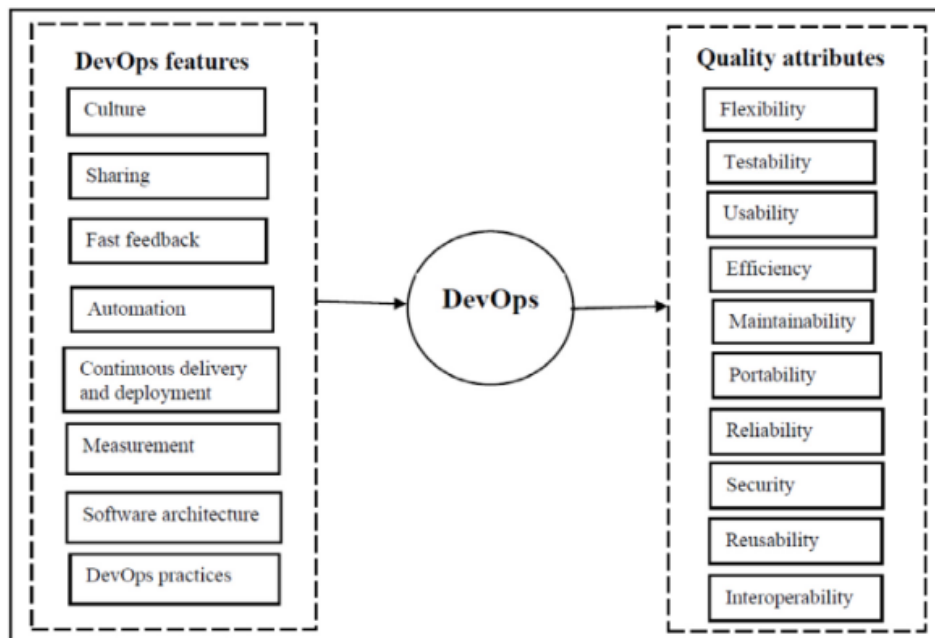 DevOps features
Culture
Sharing
Fast feedback
Automation
Continuous delivery
and deployment
Measurement
Software architecture
DevOps practices
DevOps
Quality attributes
Flexibility
Testability
Usability
Efficiency
Maintainability
Portability
Reliability
Security
Reusability
Interoperability